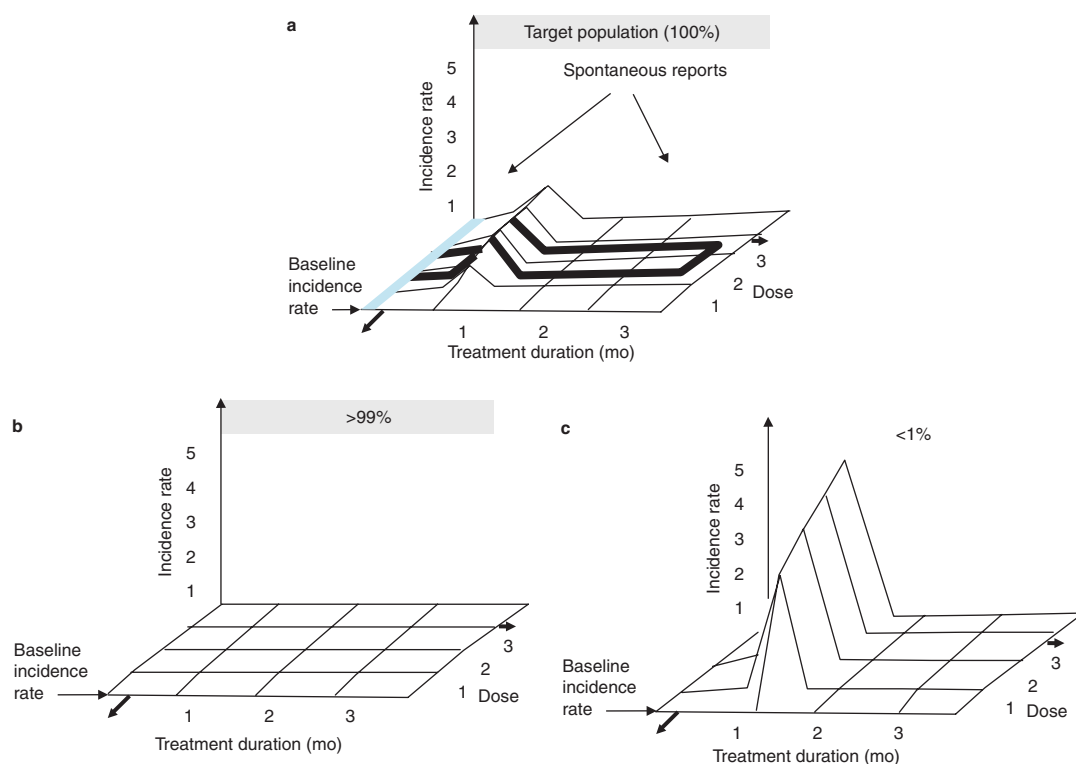 a
Target population (100%)
Spontaneous reports
Incidence rate
5
4
3
2
1
Baseline
incidence
rate
1
2
3
Treatment duration (mo)
1
2
3
Dose
b
>99%
Incidence rate
5
4
3
2
1
Baseline
incidence
rate
1
2
3
Treatment duration (mo)
1
2
3
Dose
c
<1%
Incidence rate
5
4
3
2
1
Baseline
incidence
rate
1
2
3
Treatment duration (mo)
1
2
3
Dose